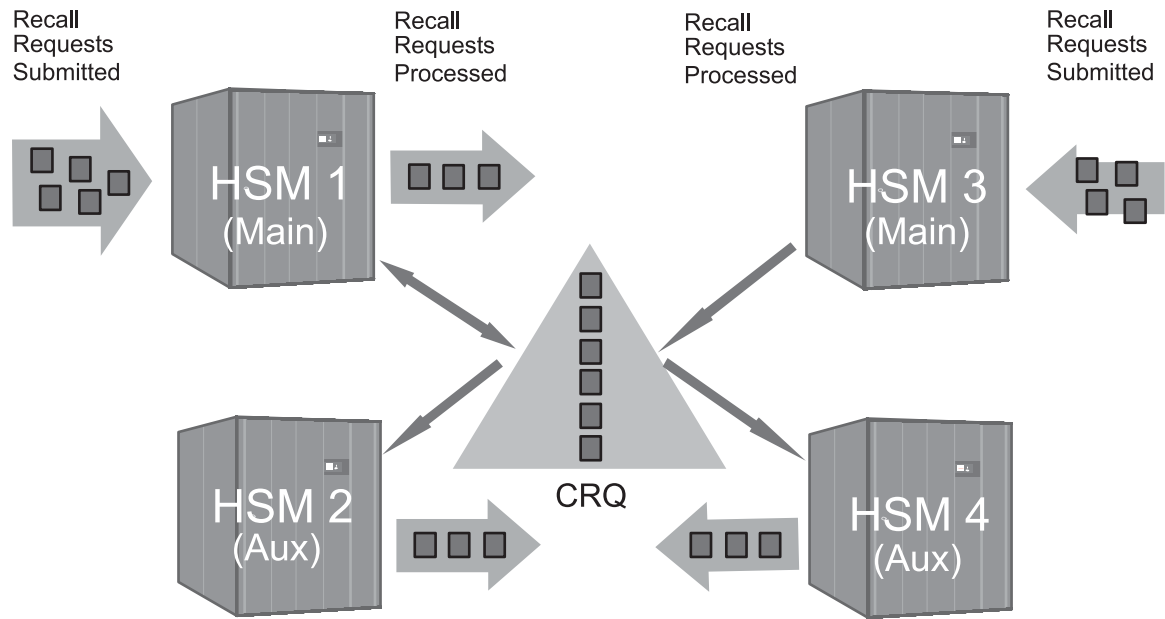 Recall
Requests
Submitted
Recall
Requests
Processed
Recall
Requests
Processed
Recall
Requests
Submitted
HSM 1
(Main)
HSM 3
(Main)
CRQ
HSM 2
(Aux)
HSM 4
(Aux)